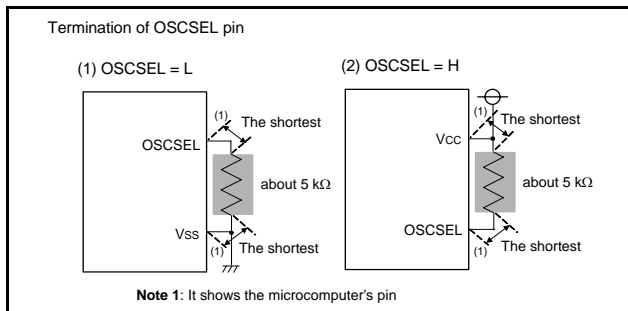 Termination of OSCSEL pin
(1) OSCSEL = L
(1)
The shortest
OSCSEL
about 5 kΩ
Vss
(1)
The shortest
(2) OSCSEL = H
(1)
The shortest
Vcc
about 5 kΩ
OSCSEL
(1)
The shortest
Note 1: It shows the microcomputer's pin